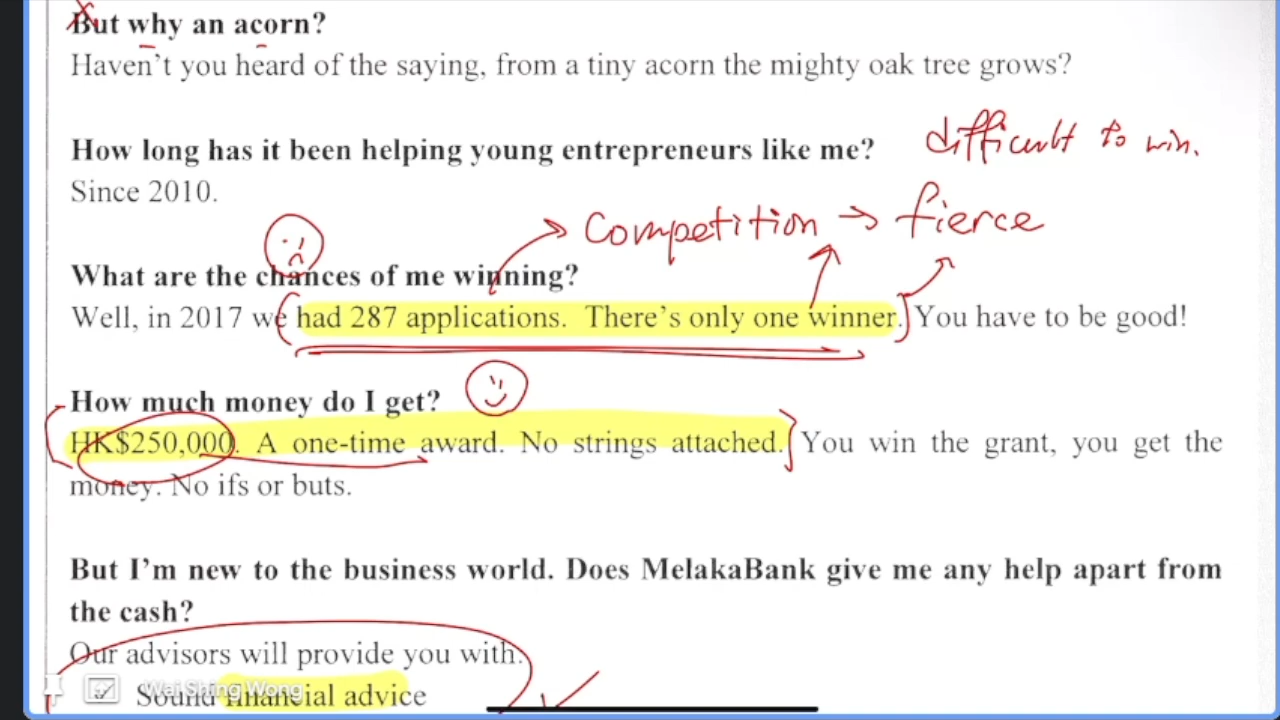 But why an acorn?
Haven't you heard of the saying, from a tiny acorn the mighty oak tree grows?
difficult to win.
How long has it been helping young entrepreneurs like me?
Since 2010.
Competition → fierce
What are the chances of me winning?
Well, in 2017 we had 287 applications. There's only one winner. You have to be good!
How much money do I get?
HK$250,000. A one-time award. No strings attached. You win the grant, you get the
money. No ifs or buts.
But I'm new to the business world. Does MelakaBank give me any help apart from
the cash?
Our advisors will provide you with:
Sound financial advice
Wai Shing Wong